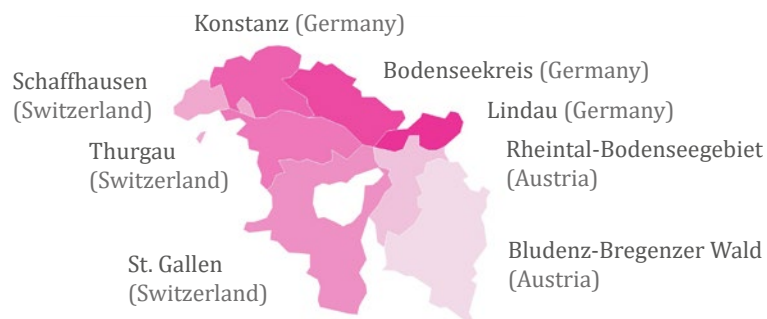 Konstanz (Germany)
Schaffhausen
(Switzerland)
Bodenseekreis (Germany)
Lindau (Germany)
Thurgau
(Switzerland)
Rheintal-Bodenseegebiet
(Austria)
St. Gallen
(Switzerland)
Bludenz-Bregenzer Wald
(Austria)